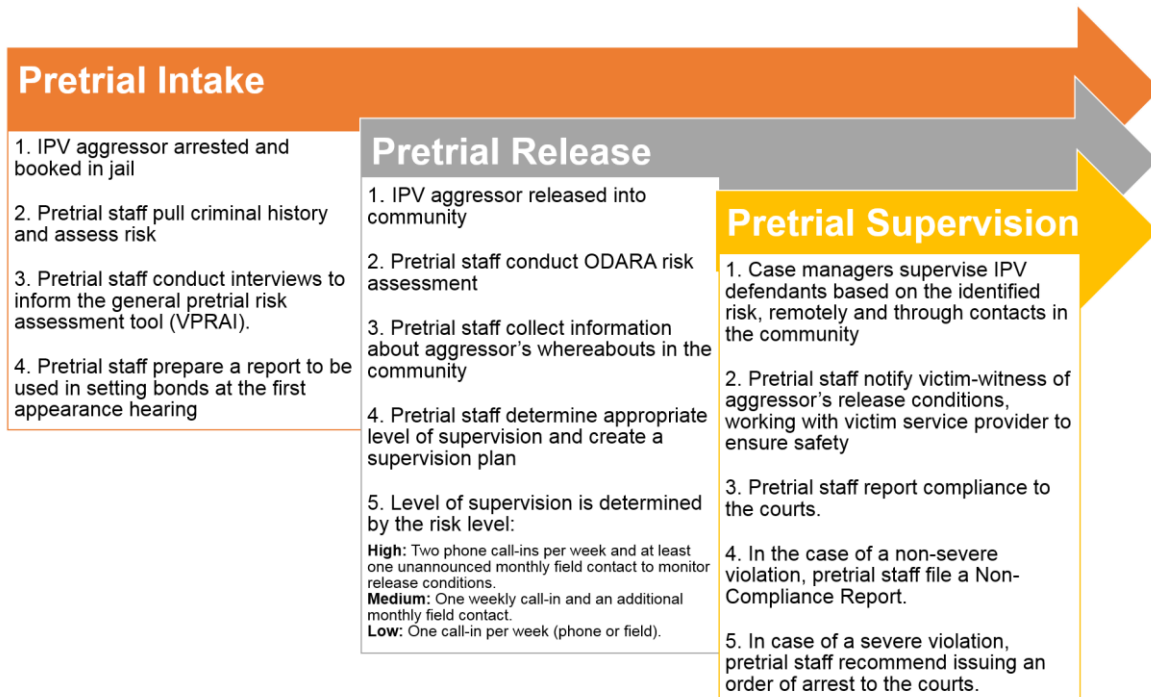 Pretrial Intake
1. IPV aggressor arrested and
booked in jail
2. Pretrial staff pull criminal history
and assess risk
3. Pretrial staff conduct interviews to
inform the general pretrial risk
assessment tool (VPRAI).
4. Pretrial staff prepare a report to be
used in setting bonds at the first
appearance hearing
Pretrial Release
1. IPV aggressor released into
community
2. Pretrial staff conduct ODARA risk
assessment
3. Pretrial staff collect information
about aggressor's whereabouts in the
community
4. Pretrial staff determine appropriate
level of supervision and create a
supervision plan
5. Level of supervision is determined
by the risk level:
High: Two phone call-ins per week and at least
one unannounced monthly field contact to monitor
release conditions.
Medium: One weekly call-in and an additional
monthly field contact.
Low: One call-in per week (phone or field).
Pretrial Supervision
1. Case managers supervise IPV
defendants based on the identified
risk, remotely and through contacts in
the community
2. Pretrial staff notify victim-witness of
aggressor's release conditions,
working with victim service provider to
ensure safety
3. Pretrial staff report compliance to
the courts.
4. In the case of a non-severe
violation, pretrial staff file a Non-
Compliance Report.
5. In case of a severe violation,
pretrial staff recommend issuing an
order of arrest to the courts.